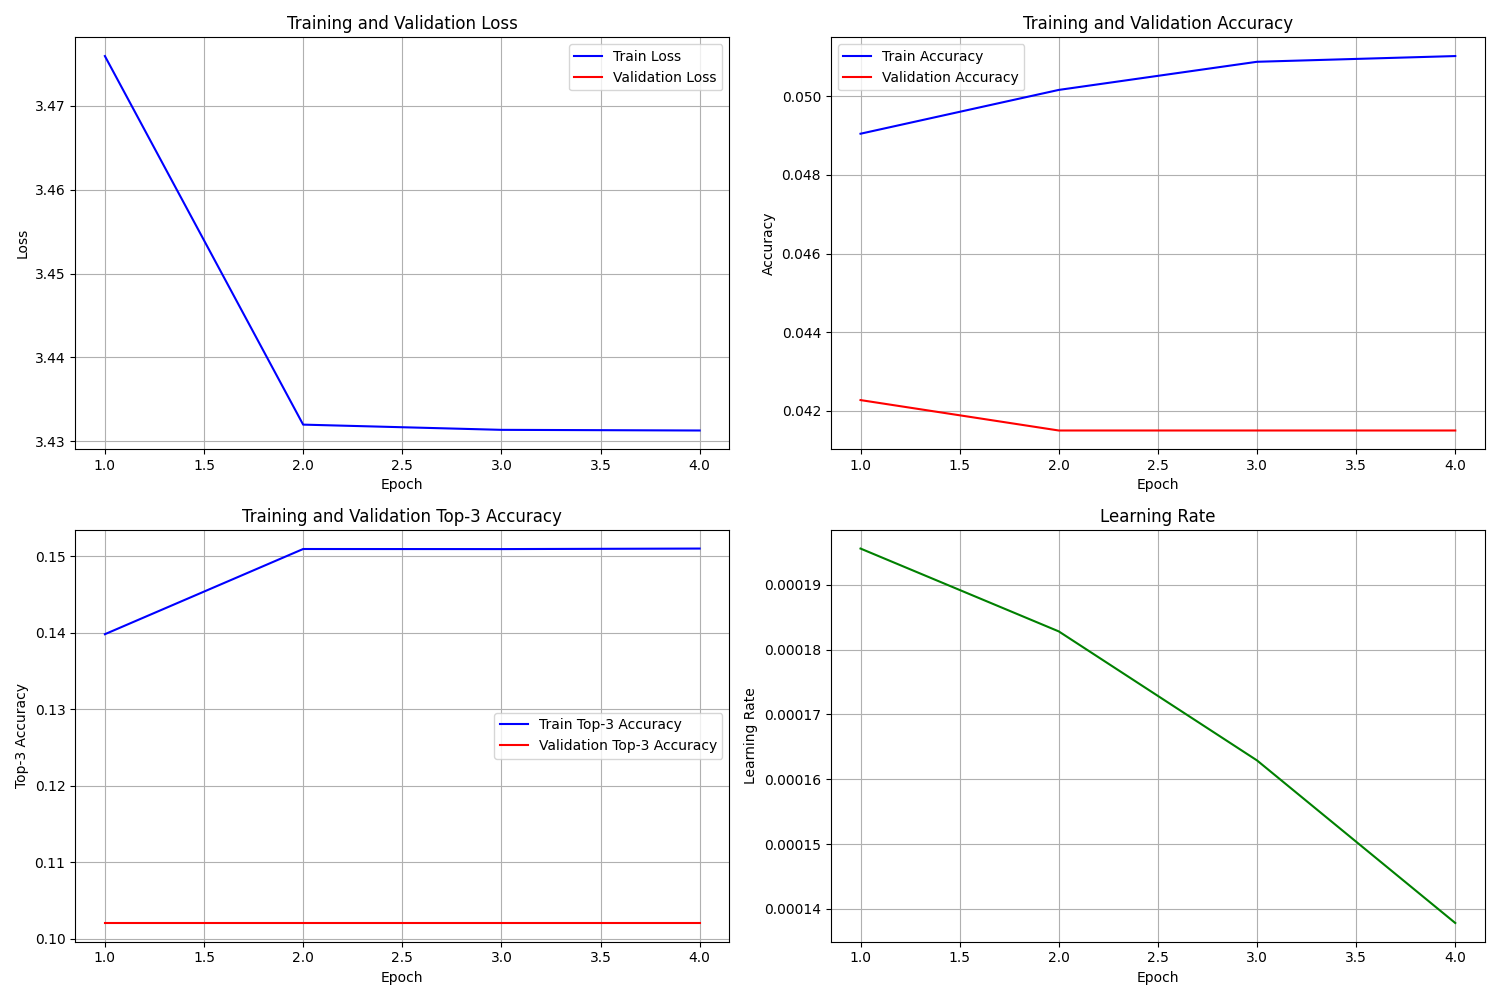 Training and Validation Loss
Train Loss
Validation Loss
Loss
3.47
3.46
3.45
3.44
3.43
1.0 1.5 2.0 2.5 3.0 3.5 4.0
Epoch
Training and Validation Accuracy
Train Accuracy
Validation Accuracy
Accuracy
0.050
0.048
0.046
0.044
0.042
1.0 1.5 2.0 2.5 3.0 3.5 4.0
Epoch
Training and Validation Top-3 Accuracy
Train Top-3 Accuracy
Validation Top-3 Accuracy
Top-3 Accuracy
0.15
0.14
0.13
0.12
0.11
0.10
1.0 1.5 2.0 2.5 3.0 3.5 4.0
Epoch
Learning Rate
Learning Rate
0.00019
0.00018
0.00017
0.00016
0.00015
0.00014
1.0 1.5 2.0 2.5 3.0 3.5 4.0
Epoch